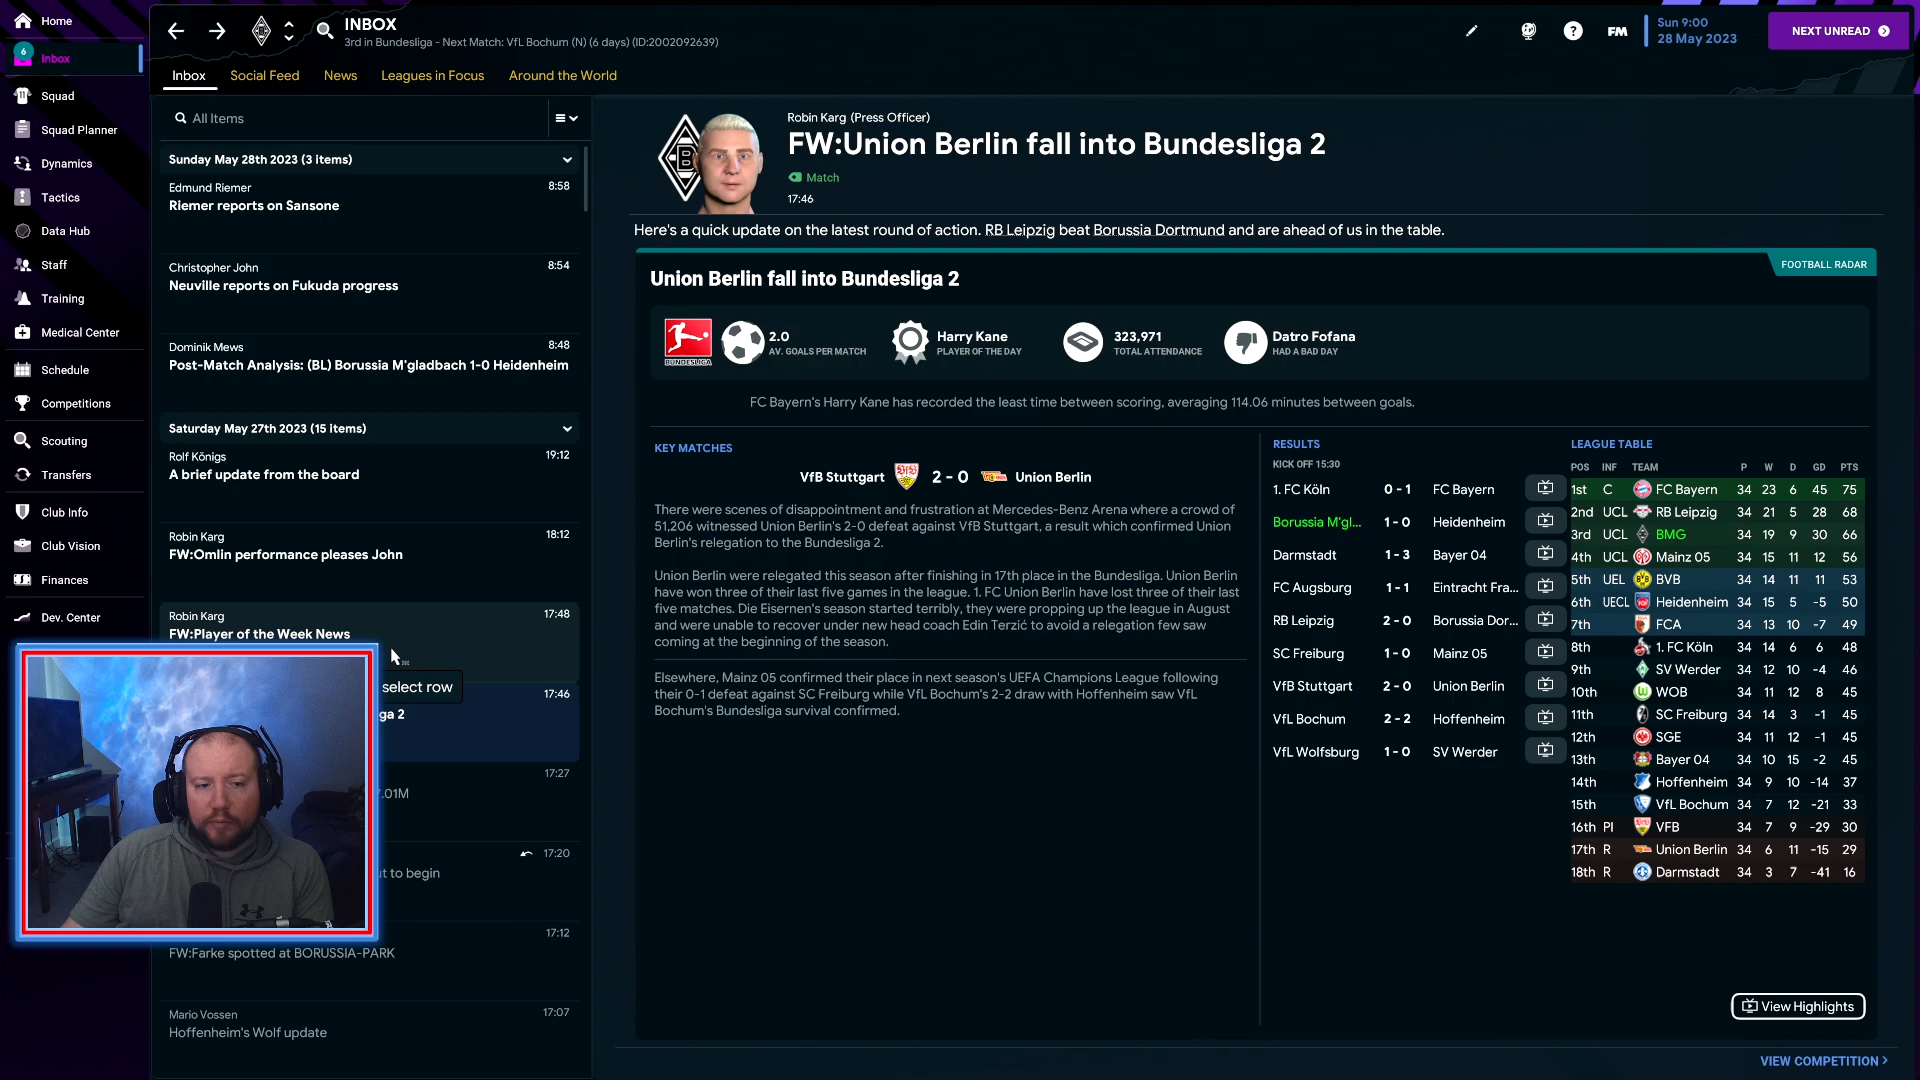 Home
6
Inbox
Squad
Squad Planner
Dynamics
Tactics
Data Hub
Staff
Training
Medical Center
Schedule
Competitions
Scouting
Transfers
Club Info
Club Vision
Finances
Dev. Center
INBOX
3rd in Bundesliga - Next Match: VfL Bochum (N) (6 days) (ID:2002092639)
FM
Sun 9:00
28 May 2023
NEXT UNREAD
Inbox
Social Feed
News
Leagues in Focus
Around the World
All Items
Sunday May 28th 2023 (3 items)
Edmund Riemer 8:58
Riemer reports on Sansone
Christopher John 8:54
Neuville reports on Fukuda progress
Dominik Mews 8:48
Post-Match Analysis: (BL) Borussia M'gladbach 1-0 Heidenheim
Saturday May 27th 2023 (15 items)
Rolf Königs 19:12
A brief update from the board
Robin Karg 18:12
FW:Omlin performance pleases John
Robin Karg 17:48
FW:Player of the Week News
select row
17:46
ga 2
17:27
7.01M
17:20
ut to begin
17:12
FW:Farke spotted at BORUSSIA-PARK
Mario Vossen 17:07
Hoffenheim's Wolf update
Robin Karg (Press Officer)
FW:Union Berlin fall into Bundesliga 2
Match
17:46
Here's a quick update on the latest round of action. RB Leipzig beat Borussia Dortmund and are ahead of us in the table.
FOOTBALL RADAR
Union Berlin fall into Bundesliga 2
BUNDESLIGA
2.0
AV. GOALS PER MATCH
Harry Kane
PLAYER OF THE DAY
323,971
TOTAL ATTENDANCE
Datro Fofana
HAD A BAD DAY
FC Bayern's Harry Kane has recorded the least time between scoring, averaging 114.06 minutes between goals.
KEY MATCHES
VfB Stuttgart 2 - 0 Union Berlin
There were scenes of disappointment and frustration at Mercedes-Benz Arena where a crowd of
51,206 witnessed Union Berlin's 2-0 defeat against VfB Stuttgart, a result which confirmed Union
Berlin's relegation to the Bundesliga 2.
Union Berlin were relegated this season after finishing in 17th place in the Bundesliga. Union Berlin
have won three of their last five games in the league. 1. FC Union Berlin have lost three of their last
five matches. Die Eisernen's season started terribly, they were propping up the league in August
and were unable to recover under new head coach Edin Terzić to avoid a relegation few saw
coming at the beginning of the season.
Elsewhere, Mainz 05 confirmed their place in next season's UEFA Champions League following
their 0-1 defeat against SC Freiburg while VfL Bochum's 2-2 draw with Hoffenheim saw VfL
Bochum's Bundesliga survival confirmed.
RESULTS
KICK OFF 15:30
1. FC Köln 0 - 1 FC Bayern
Borussia M'gl... 1 - 0 Heidenheim
Darmstadt 1 - 3 Bayer 04
FC Augsburg 1 - 1 Eintracht Fra...
RB Leipzig 2 - 0 Borussia Dor...
SC Freiburg 1 - 0 Mainz 05
VfB Stuttgart 2 - 0 Union Berlin
VfL Bochum 2 - 2 Hoffenheim
VfL Wolfsburg 1 - 0 SV Werder
LEAGUE TABLE
POS INF TEAM P W D GD PTS
1st C FC Bayern 34 23 6 45 75
2nd UCL RB Leipzig 34 21 5 28 68
3rd UCL BMG 34 19 9 30 66
4th UCL Mainz 05 34 15 11 12 56
5th UEL BVB 34 14 11 11 53
6th UECL Heidenheim 34 15 5 -5 50
7th FCA 34 13 10 -7 49
8th 1. FC Köln 34 14 6 6 48
9th SV Werder 34 12 10 -4 46
10th WOB 34 11 12 8 45
11th SC Freiburg 34 14 3 -1 45
12th SGE 34 11 12 -1 45
13th Bayer 04 34 10 15 -2 45
14th Hoffenheim 34 9 10 -14 37
15th VfL Bochum 34 7 12 -21 33
16th Pl VFB 34 7 9 -29 30
17th R Union Berlin 34 6 11 -15 29
18th R Darmstadt 34 3 7 -41 16
View Highlights
VIEW COMPETITION >